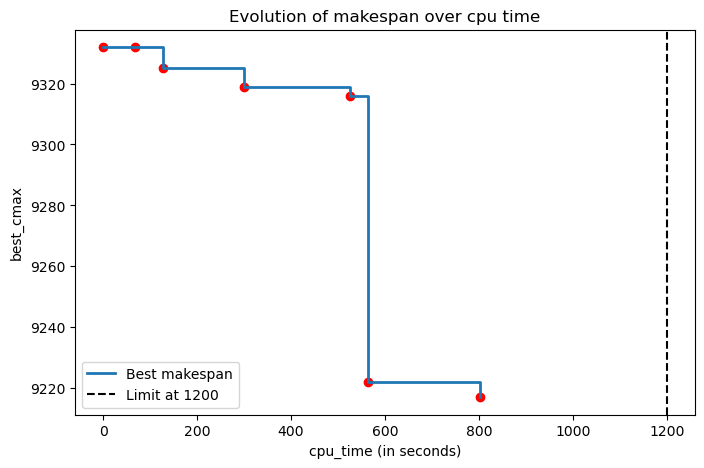 Evolution of makespan over cpu time
best_cmax
9320
9300
9280
9260
9240
9220
Best makespan
Limit at 1200
0
200
400
600
800
1000
1200
cpu_time (in seconds)